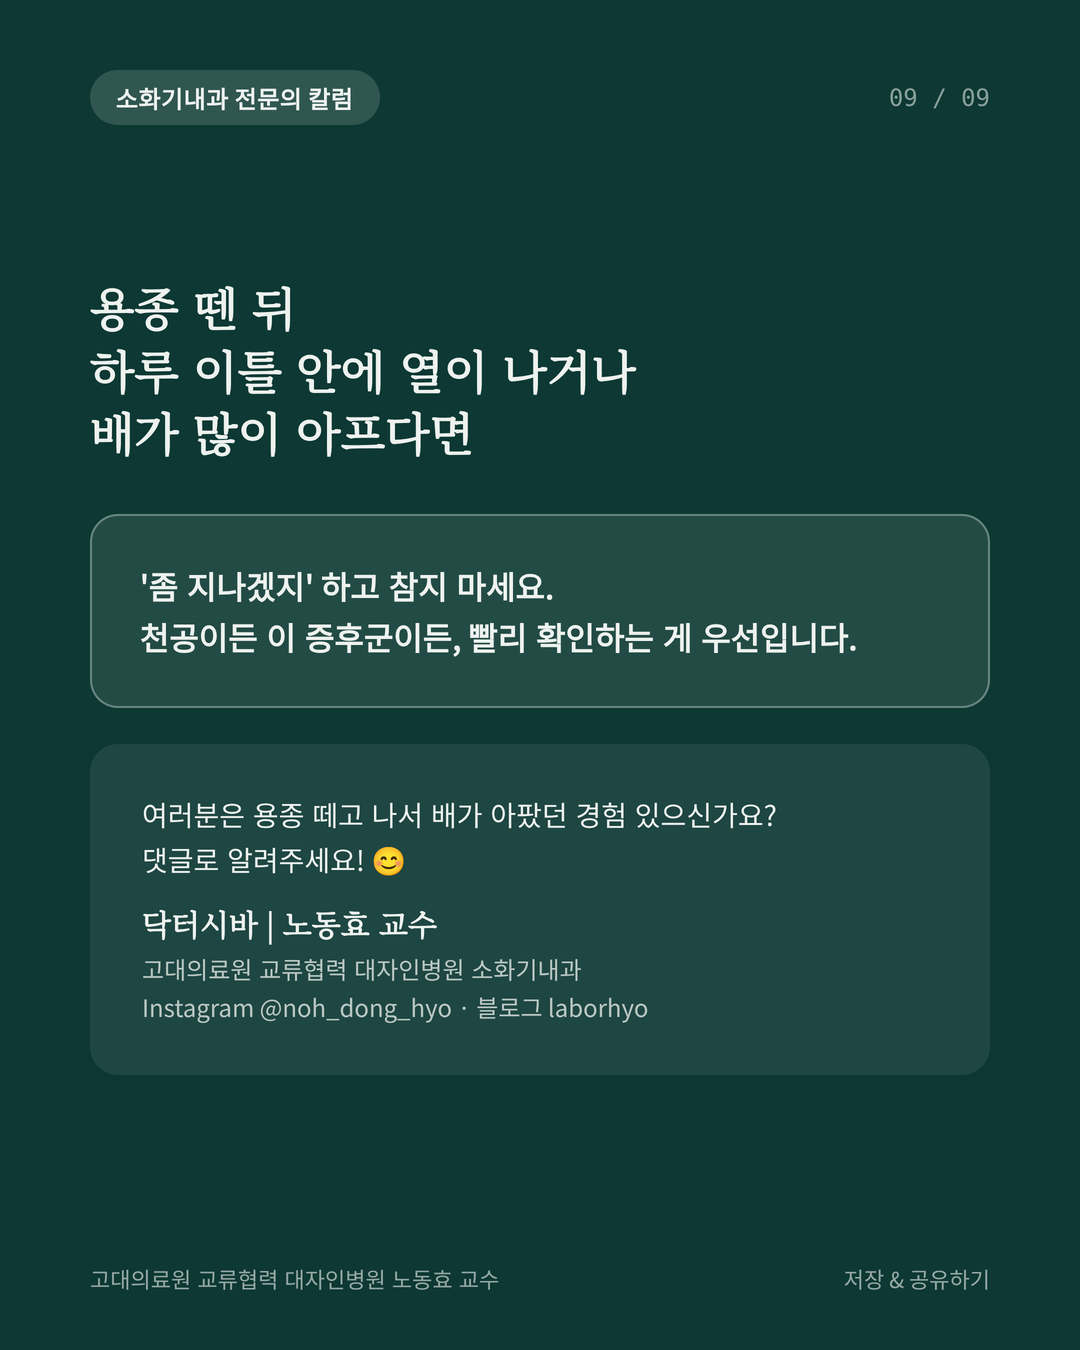 소화기내과 전문의 칼럼
09 / 09
용종 뗀 뒤
하루 이틀 안에 열이 나거나
배가 많이 아프다면
'좀 지나겠지' 하고 참지 마세요.
천공이든 이 증후군이든, 빨리 확인하는 게 우선입니다.
여러분은 용종 떼고 나서 배가 아팠던 경험 있으신가요?
댓글로 알려주세요! 😊
닥터시바 | 노동효 교수
고대의료원 교류협력 대자인병원 소화기내과
Instagram @noh_dong_hyo · 블로그 laborhyo
고대의료원 교류협력 대자인병원 노동효 교수
저장 & 공유하기